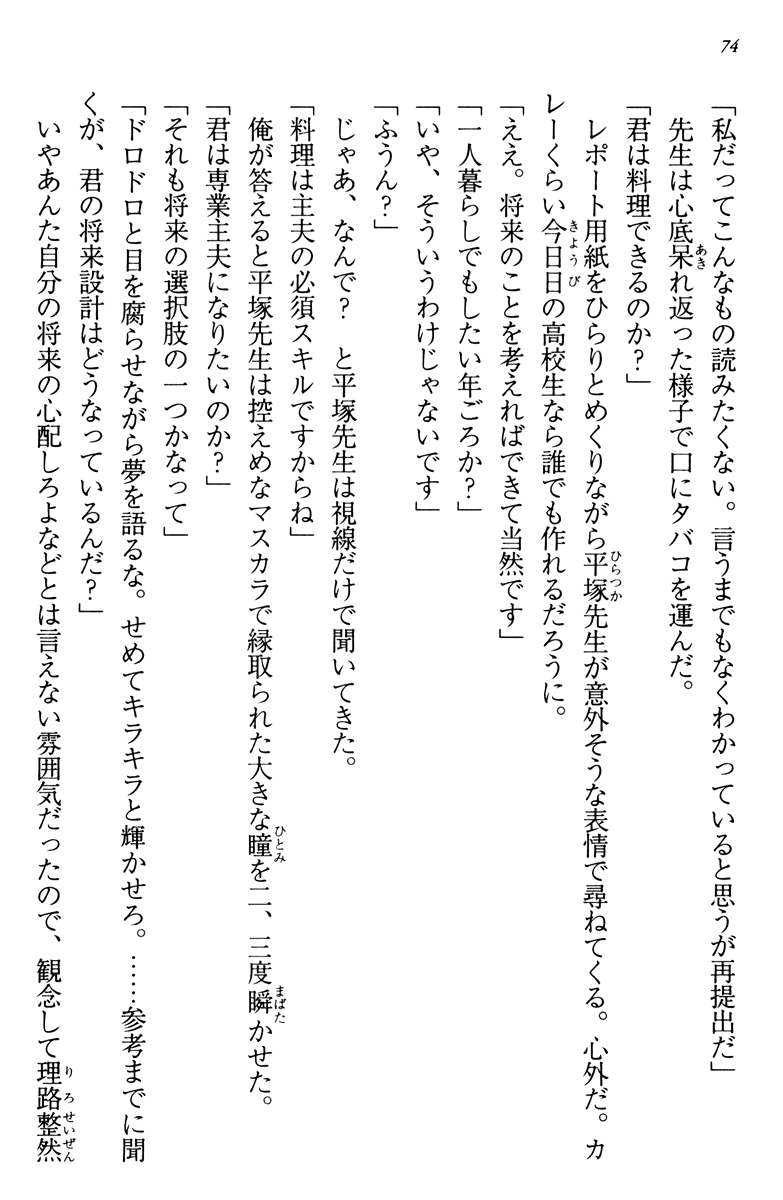 74
「私だってこんなもの読みたくない。言うまでもなくわかっていると思うが再提出だ」
先生は心底呆れ返った様子で口にタバコを運んだ。
「君は料理できるのか？」
レポート用紙をひらりとめくりながら平塚先生が意外そうな表情で尋ねてくる。心外だ。カ
レーくらい今日日の高校生なら誰でも作れるだろうに。
「ええ。将来のことを考えればできて当然です」
「一人暮らしでもしたい年ごろか？」
「いや、そういうわけじゃないです」
「ふうん？」
じゃあ、なんで？　と平塚先生は視線だけで聞いてきた。
「料理は主夫の必須スキルですからね」
俺が答えると平塚先生は控えめなマスカラで縁取られた大きな瞳を二、三度瞬かせた。
「君は専業主夫になりたいのか？」
「それも将来の選択肢の一つかなって」
「ドロドロと目を腐らせながら夢を語るな。せめてキラキラと輝かせろ。……参考までに聞
くが、君の将来設計はどうなっているんだ？」
いやあんた自分の将来の心配しろよなどとは言えない雰囲気だったので、観念して理路整然